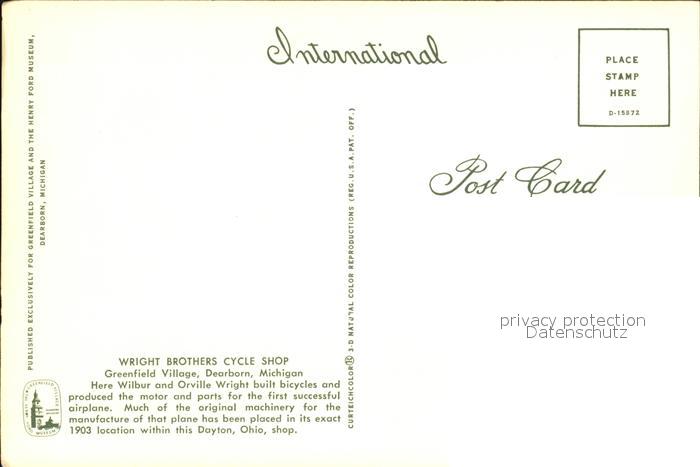 International
PLACE
STAMP
HERE
D-15872
Post Card
PUBLISHED EXCLUSIVELY FOR GREENFIELD VILLAGE AND THE HENRY FORD MUSEUM,
DEARBORN, MICHIGAN
CURTEICHCOLOR® 3-D NATURAL COLOR REPRODUCTIONS (REG. U.S.A. PAT. OFF.)
privacy protection
Datenschutz
WRIGHT BROTHERS CYCLE SHOP
Greenfield Village, Dearborn, Michigan
Here Wilbur and Orville Wright built bicycles and
produced the motor and parts for the first successful
airplane. Much of the original machinery for the
manufacture of that plane has been placed in its exact
1903 location within this Dayton, Ohio, shop.